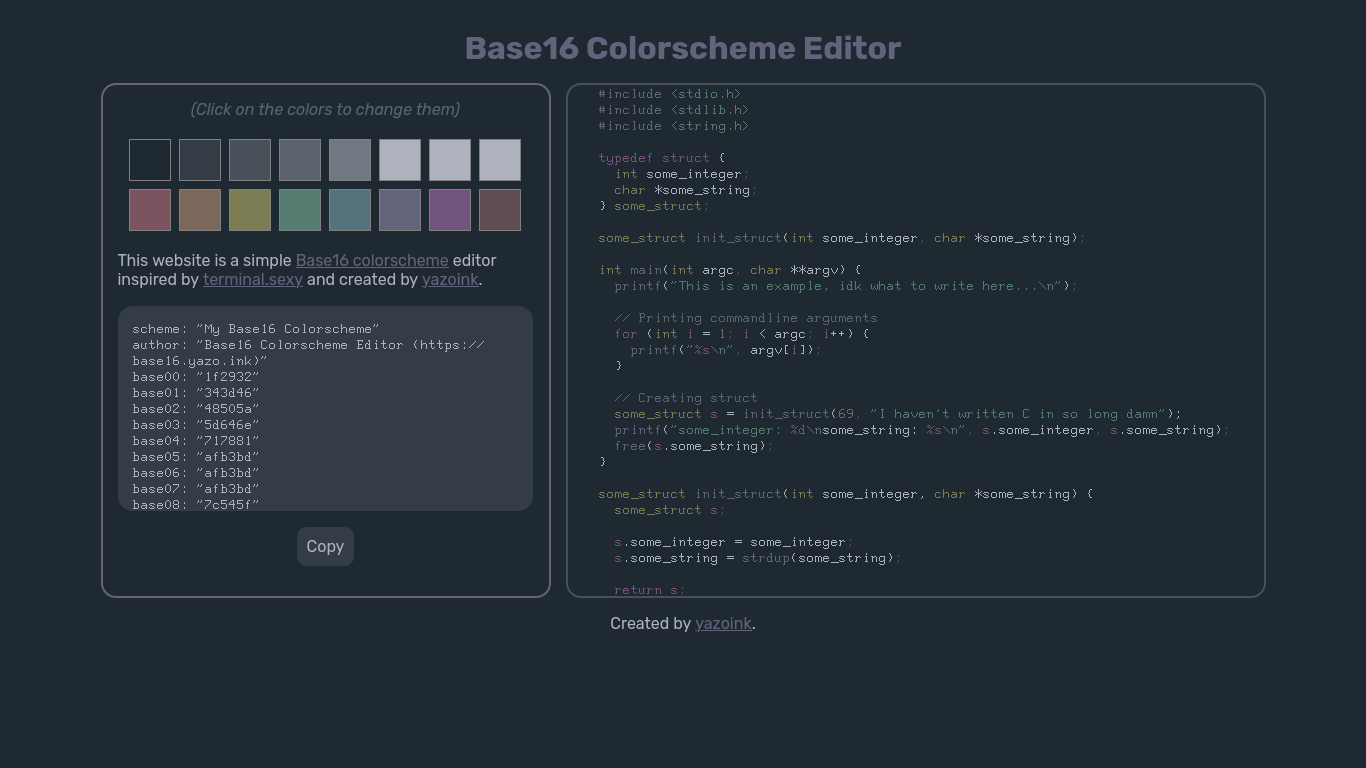 Base16 Colorscheme Editor
(Click on the colors to change them)
This website is a simple Base16 colorscheme editor
inspired by terminal.sexy and created by yazoink.
scheme: "My Base16 Colorscheme"
author: "Base16 Colorscheme Editor (https://
base16.yazo.ink)"
base00: "1f2932"
base01: "343d46"
base02: "48505a"
base03: "5d646e"
base04: "717881"
base05: "afb3bd"
base06: "afb3bd"
base07: "afb3bd"
base08: "7c545f"
Copy
#include <stdio.h>
#include <stdlib.h>
#include <string.h>
typedef struct {
int some_integer;
char *some_string;
} some_struct;
some_struct init_struct(int some_integer, char *some_string);
int main(int argc, char **argv) {
printf("This is an example, idk what to write here...\n");
// Printing commandline arguments
for (int i = 1; i < argc; i++) {
printf("%s\n", argv[i]);
}
// Creating struct
some_struct s = init_struct(69, "I haven't written C in so long damn");
printf("some_integer: %d\nsome_string: %s\n", s.some_integer, s.some_string);
free(s.some_string);
}
some_struct init_struct(int some_integer, char *some_string) {
some_struct s;
s.some_integer = some_integer;
s.some_string = strdup(some_string);
return s;
Created by yazoink.